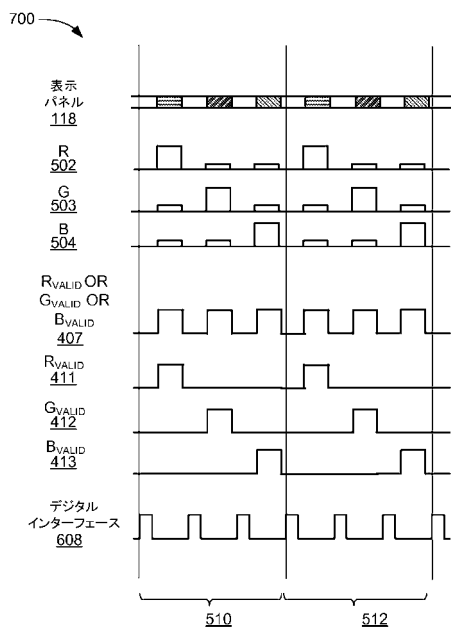 700
表示
パネル
118
R
502
G
503
B
504
RVALID OR
GVALID OR
BVALID
407
RVALID
411
GVALID
412
BVALID
413
デジタル
インターフェース
608
510
512